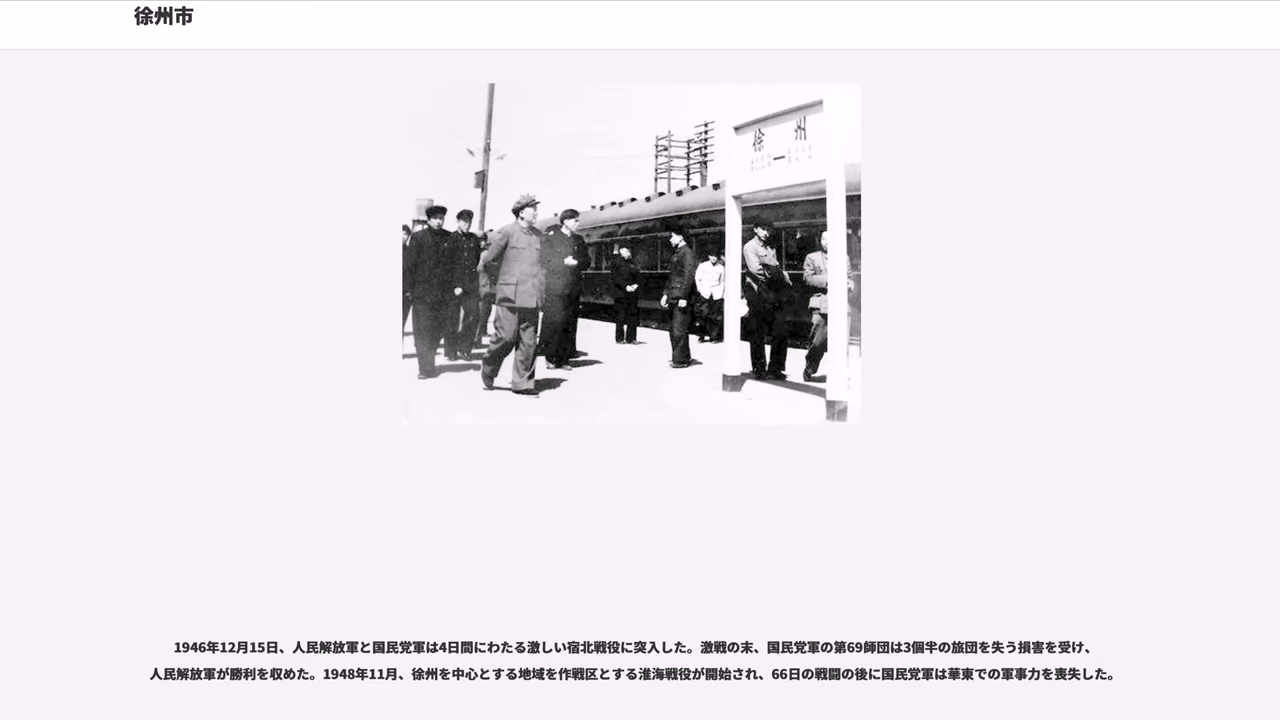 徐州市
徐州
1946年12月15日、人民解放軍と国民党軍は4日間にわたる激しい宿北戦役に突入した。激戦の末、国民党軍の第69師団は3個半の旅団を失う損害を受け、
人民解放軍が勝利を収めた。1948年11月、徐州を中心とする地域を作戦区とする淮海戦役が開始され、66日の戦闘の後に国民党軍は華東での軍事力を喪失した。